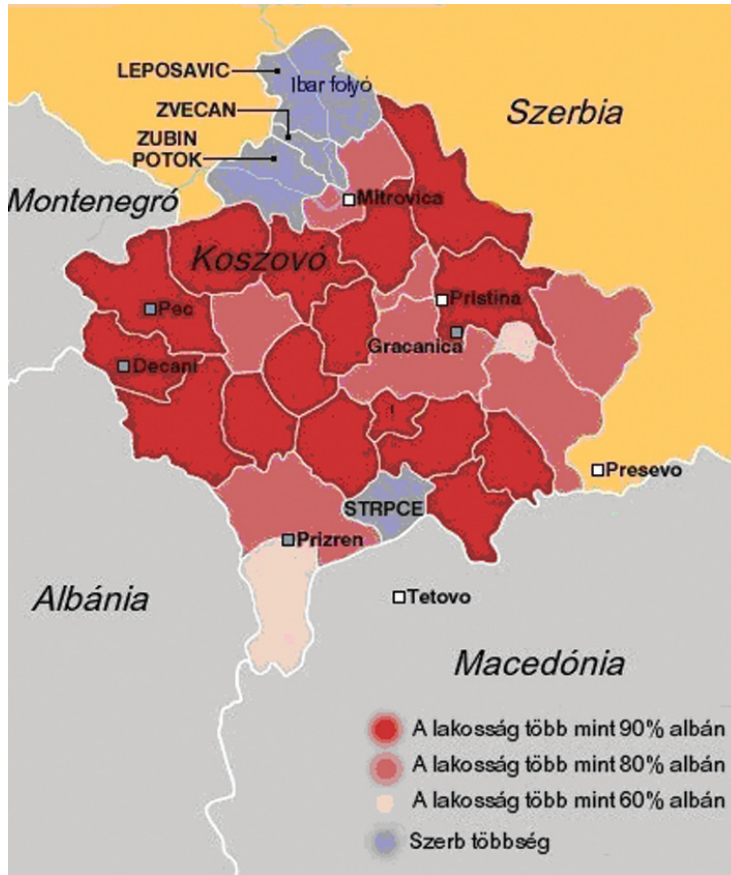 LEPOSAVIC
Ibar folyó
ZVECAN
ZUBIN
POTOK
Szerbia
Montenegró
Mitrovica
Koszovó
Pec
Pristina
Gracanica
Decani
Presevo
STRPCE
Prizren
Albánia
Tetovo
Macedónia
A lakosság több mint 90% albán
A lakosság több mint 80% albán
A lakosság több mint 60% albán
Szerb többség